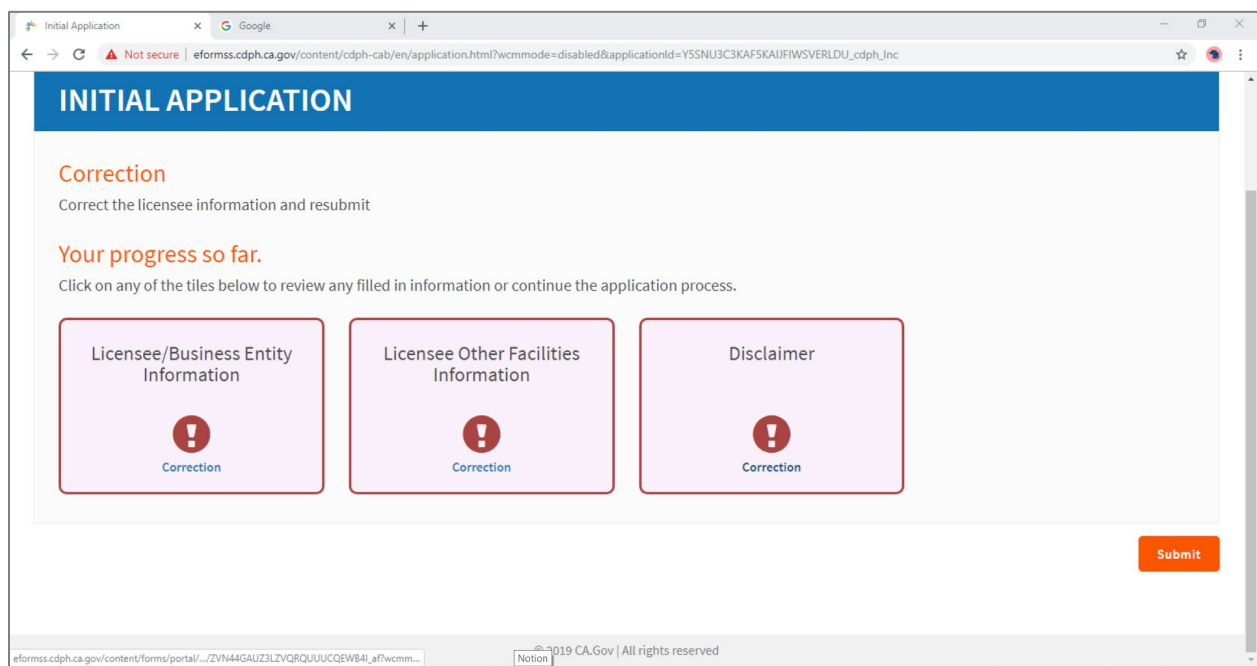 Initial Application
Google
Not secure | eformss.cdph.ca.gov/content/cdph-cab/en/application.html?wcmmode=disabled&applicationId=Y5SNU3C3KAF5KAIJFIWSVERLDU_cdph_Inc
INITIAL APPLICATION
Correction
Correct the licensee information and resubmit
Your progress so far.
Click on any of the tiles below to review any filled in information or continue the application process.
Licensee/Business Entity
Information
Correction
Licensee Other Facilities
Information
Correction
Disclaimer
Correction
Submit
© 2019 CA.Gov | All rights reserved
eformss.cdph.ca.gov/content/forms/portal/.../ZVN44GAUZ3LZVQRQUUUCQEWB4I_af?wcmm...
Notion